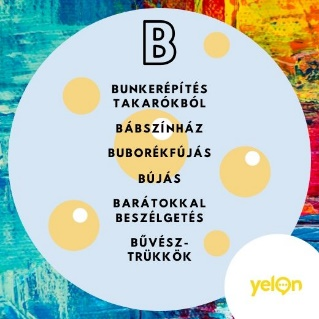 B
BUNKERÉPÍTÉS
TAKARÓKBÓL
BÁBSZÍNHÁZ
BUBORÉKFÚJÁS
BÚJÁS
BARÁTOKKAL
BESZÉLGETÉS
BŰVÉSZ-
TRÜKKÖK
yelon